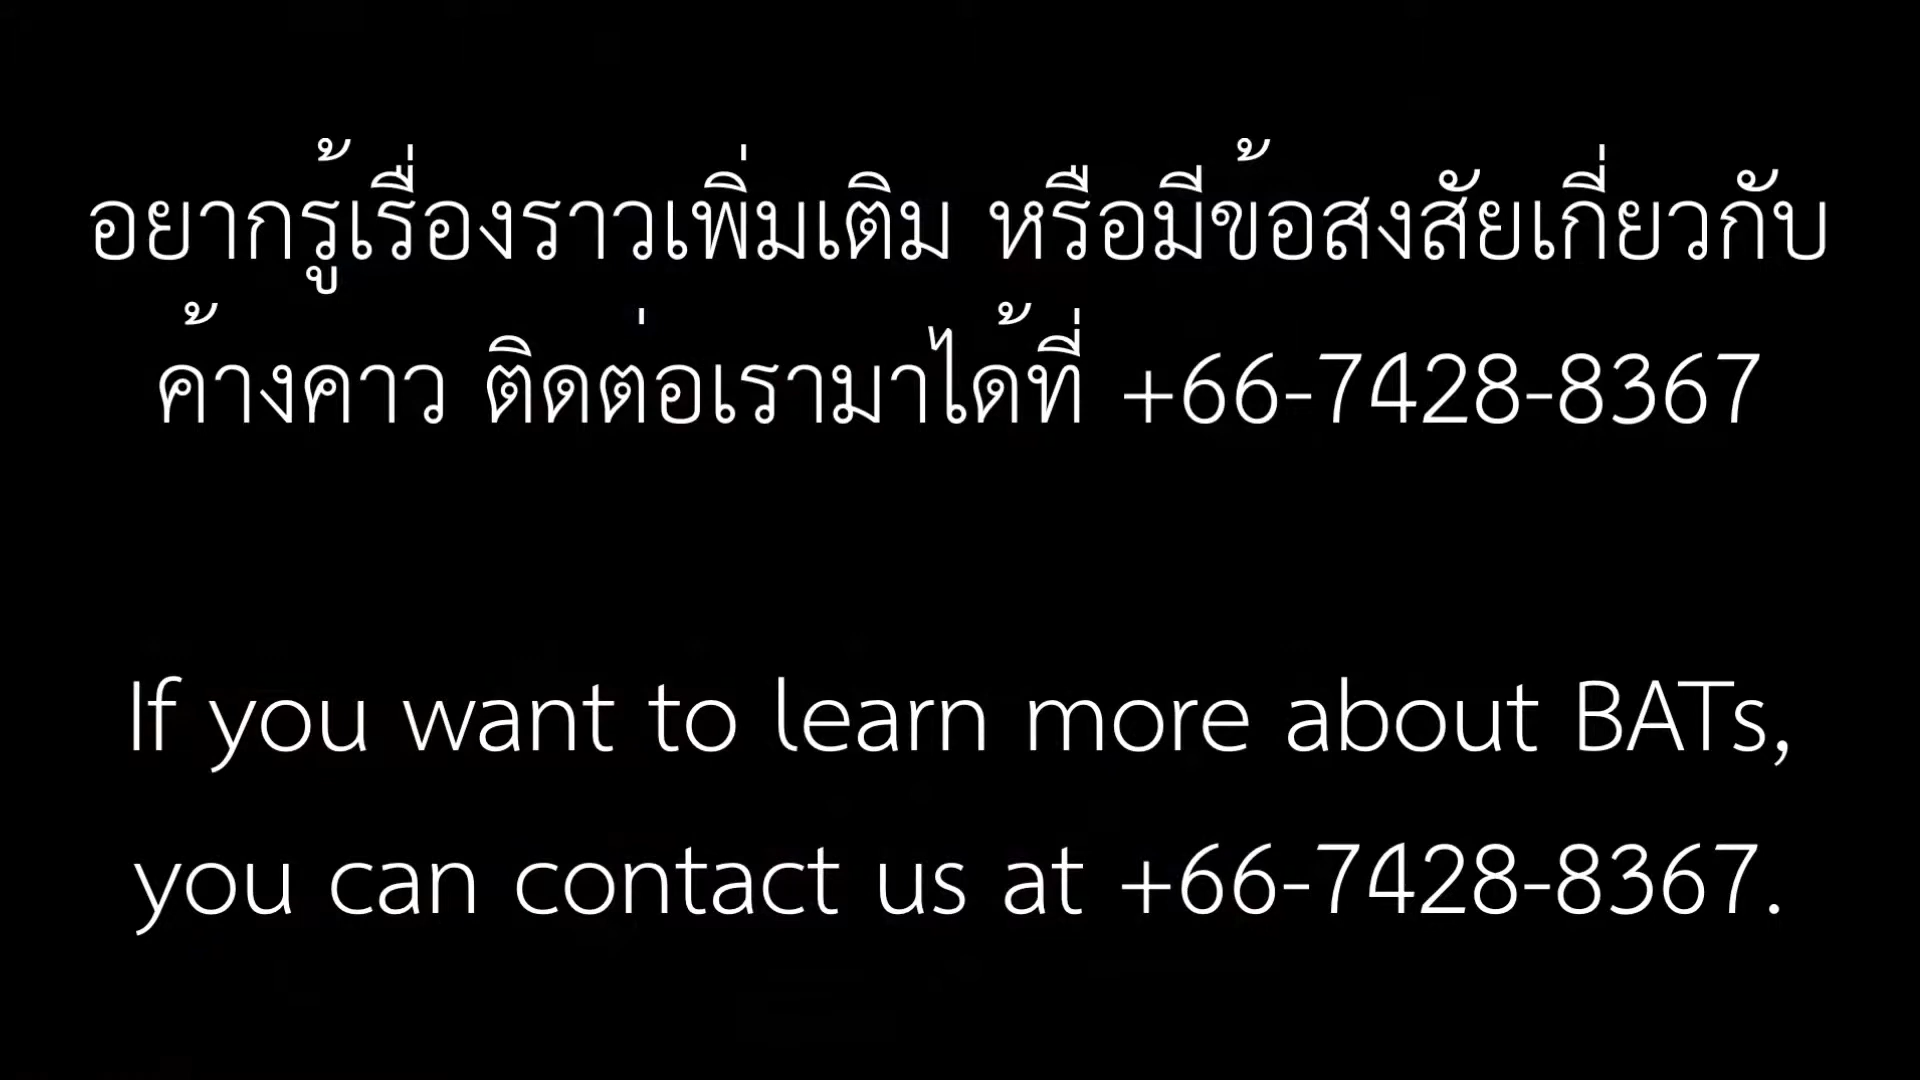 อยากรู้เรื่องราวเพิ่มเติม หรือมีข้อสงสัยเกี่ยวกับ
ค้างคาว ติดต่อเรามาได้ที่ +66-7428-8367
If you want to learn more about BATs,
you can contact us at +66-7428-8367.